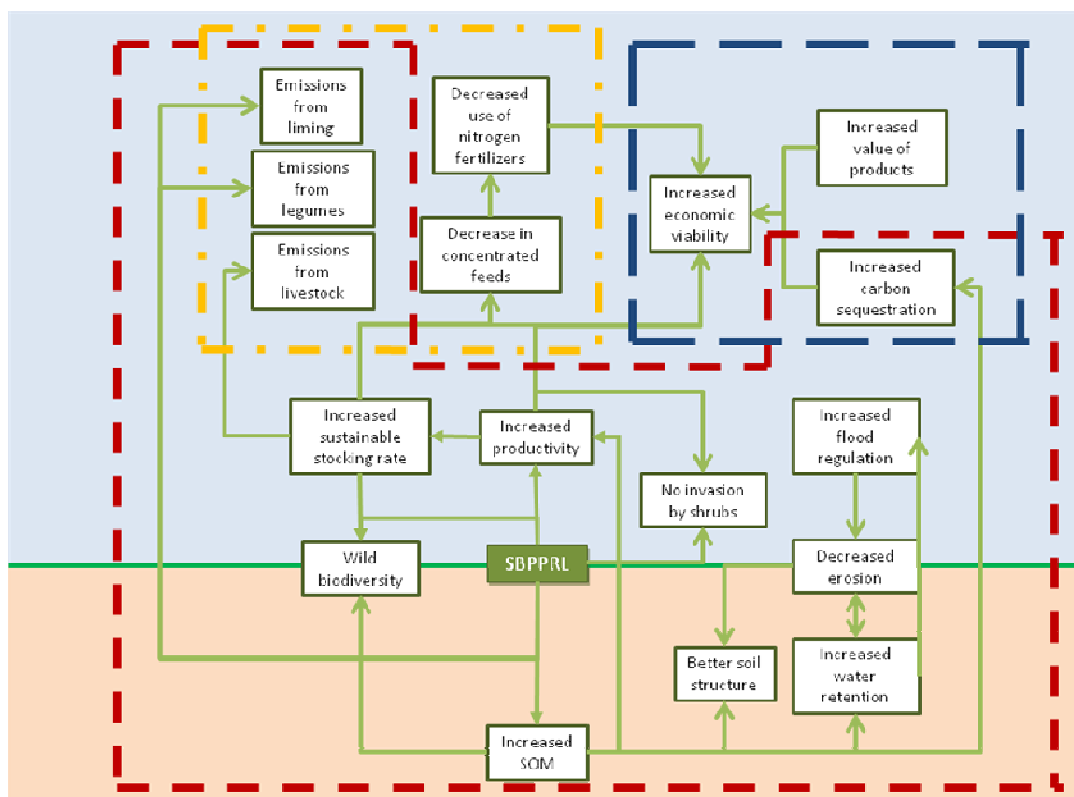 Emissions
from
liming
Decreased
use of
nitrogen
fertilizers
Increased
value of
products
Emissions
from
legumes
Increased
economic
viability
Emissions
from
livestock
Decrease in
concentrated
feeds
Increased
carbon
sequestration
Increased
sustainable
stocking rate
Increased
productivity
Increased
flood
regulation
No invasion
by shrubs
Wild
biodiversity
SBPPRL
Decreased
erosion
Better soil
structure
Increased
water
retention
Increased
SOM